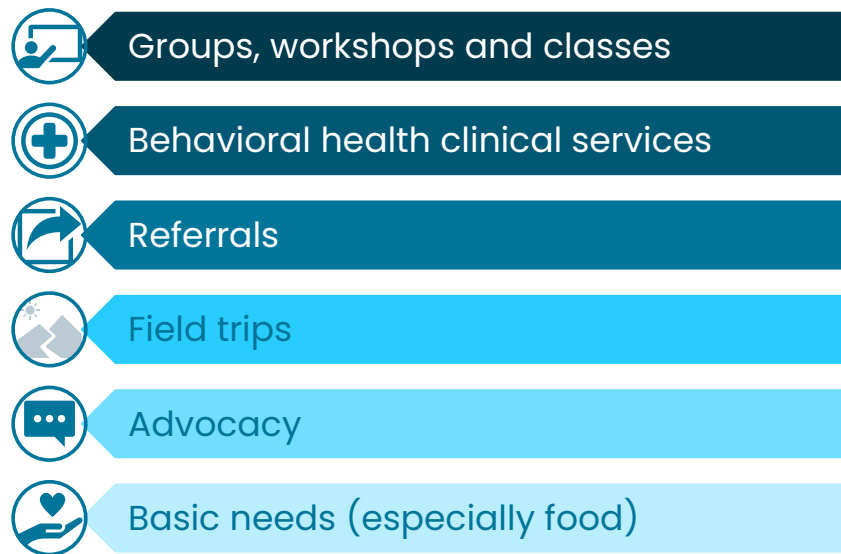 Groups, workshops and classes
Behavioral health clinical services
Referrals
Field trips
Advocacy
Basic needs (especially food)